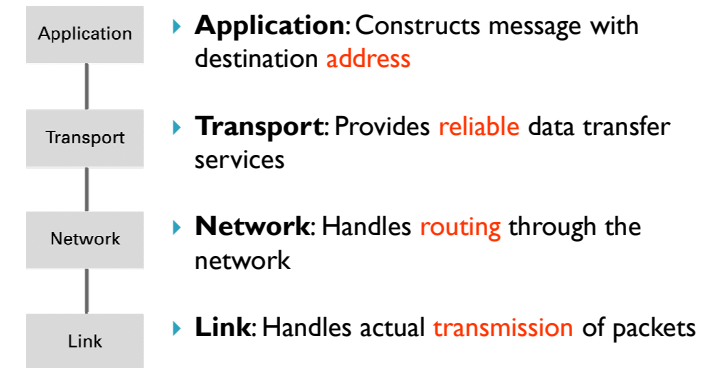 Application
Application: Constructs message with
destination address
Transport
Transport: Provides reliable data transfer
services
Network
Network: Handles routing through the
network
Link
Link: Handles actual transmission of packets